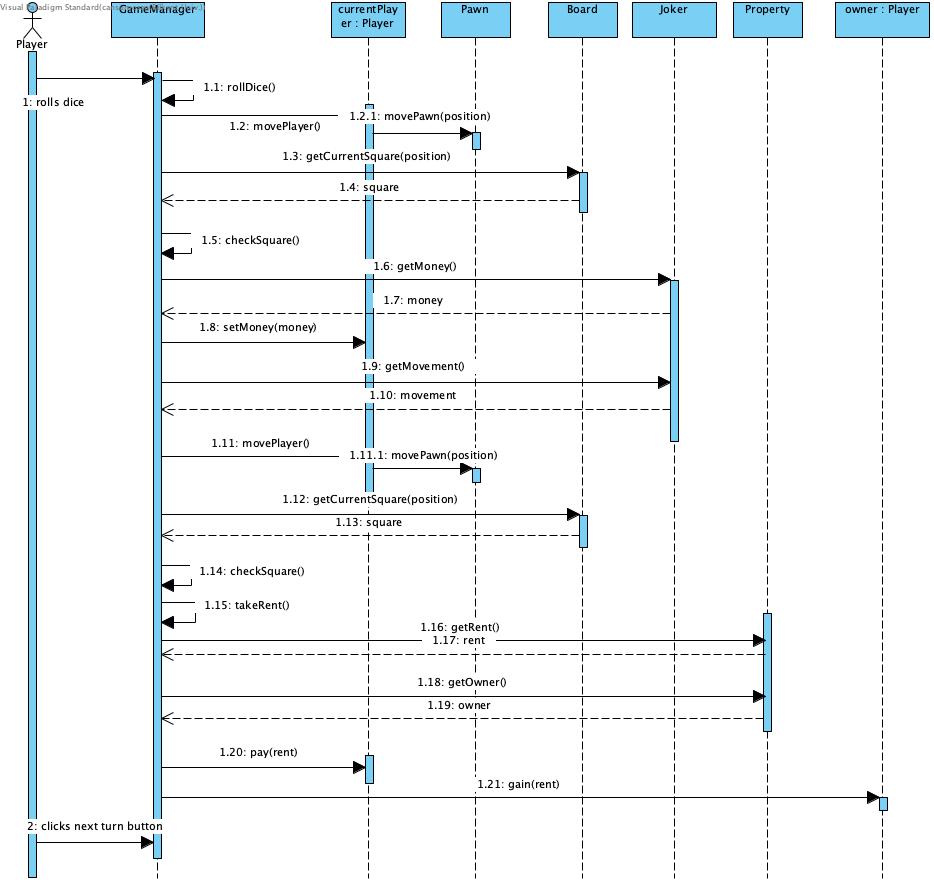 Visual Paradigm Standard(can
GameManager
currentPlay
er : Player
Pawn
Board
Joker
Property
owner : Player
Player
1: rolls dice
1.1: rollDice()
1.2: movePlayer()
1.2.1: movePawn(position)
1.3: getCurrentSquare(position)
1.4: square
1.5: checkSquare()
1.6: getMoney()
1.7: money
1.8: setMoney(money)
1.9: getMovement()
1.10: movement
1.11: movePlayer()
1.11.1: movePawn(position)
1.12: getCurrentSquare(position)
1.13: square
1.14: checkSquare()
1.15: takeRent()
1.16: getRent()
1.17: rent
1.18: getOwner()
1.19: owner
1.20: pay(rent)
1.21: gain(rent)
2: clicks next turn button